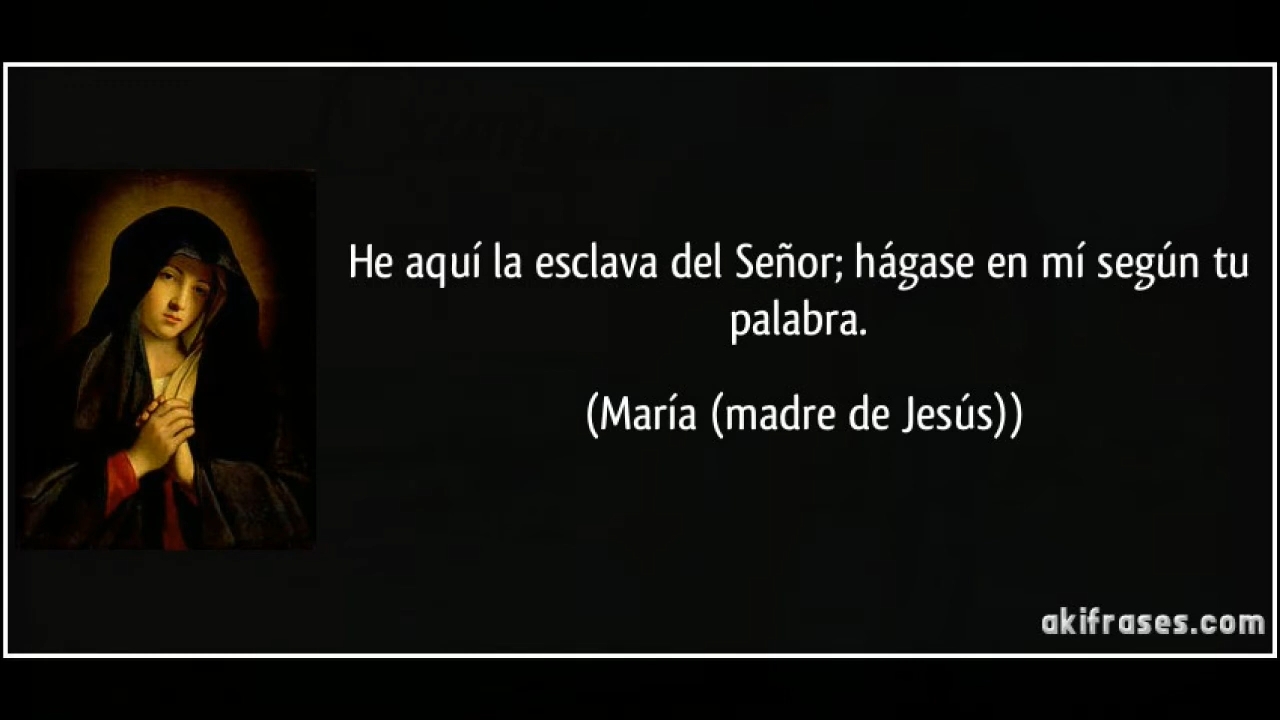 He aquí la esclava del Señor; hágase en mí según tu
palabra.
(María (madre de Jesús))
akifrases.com